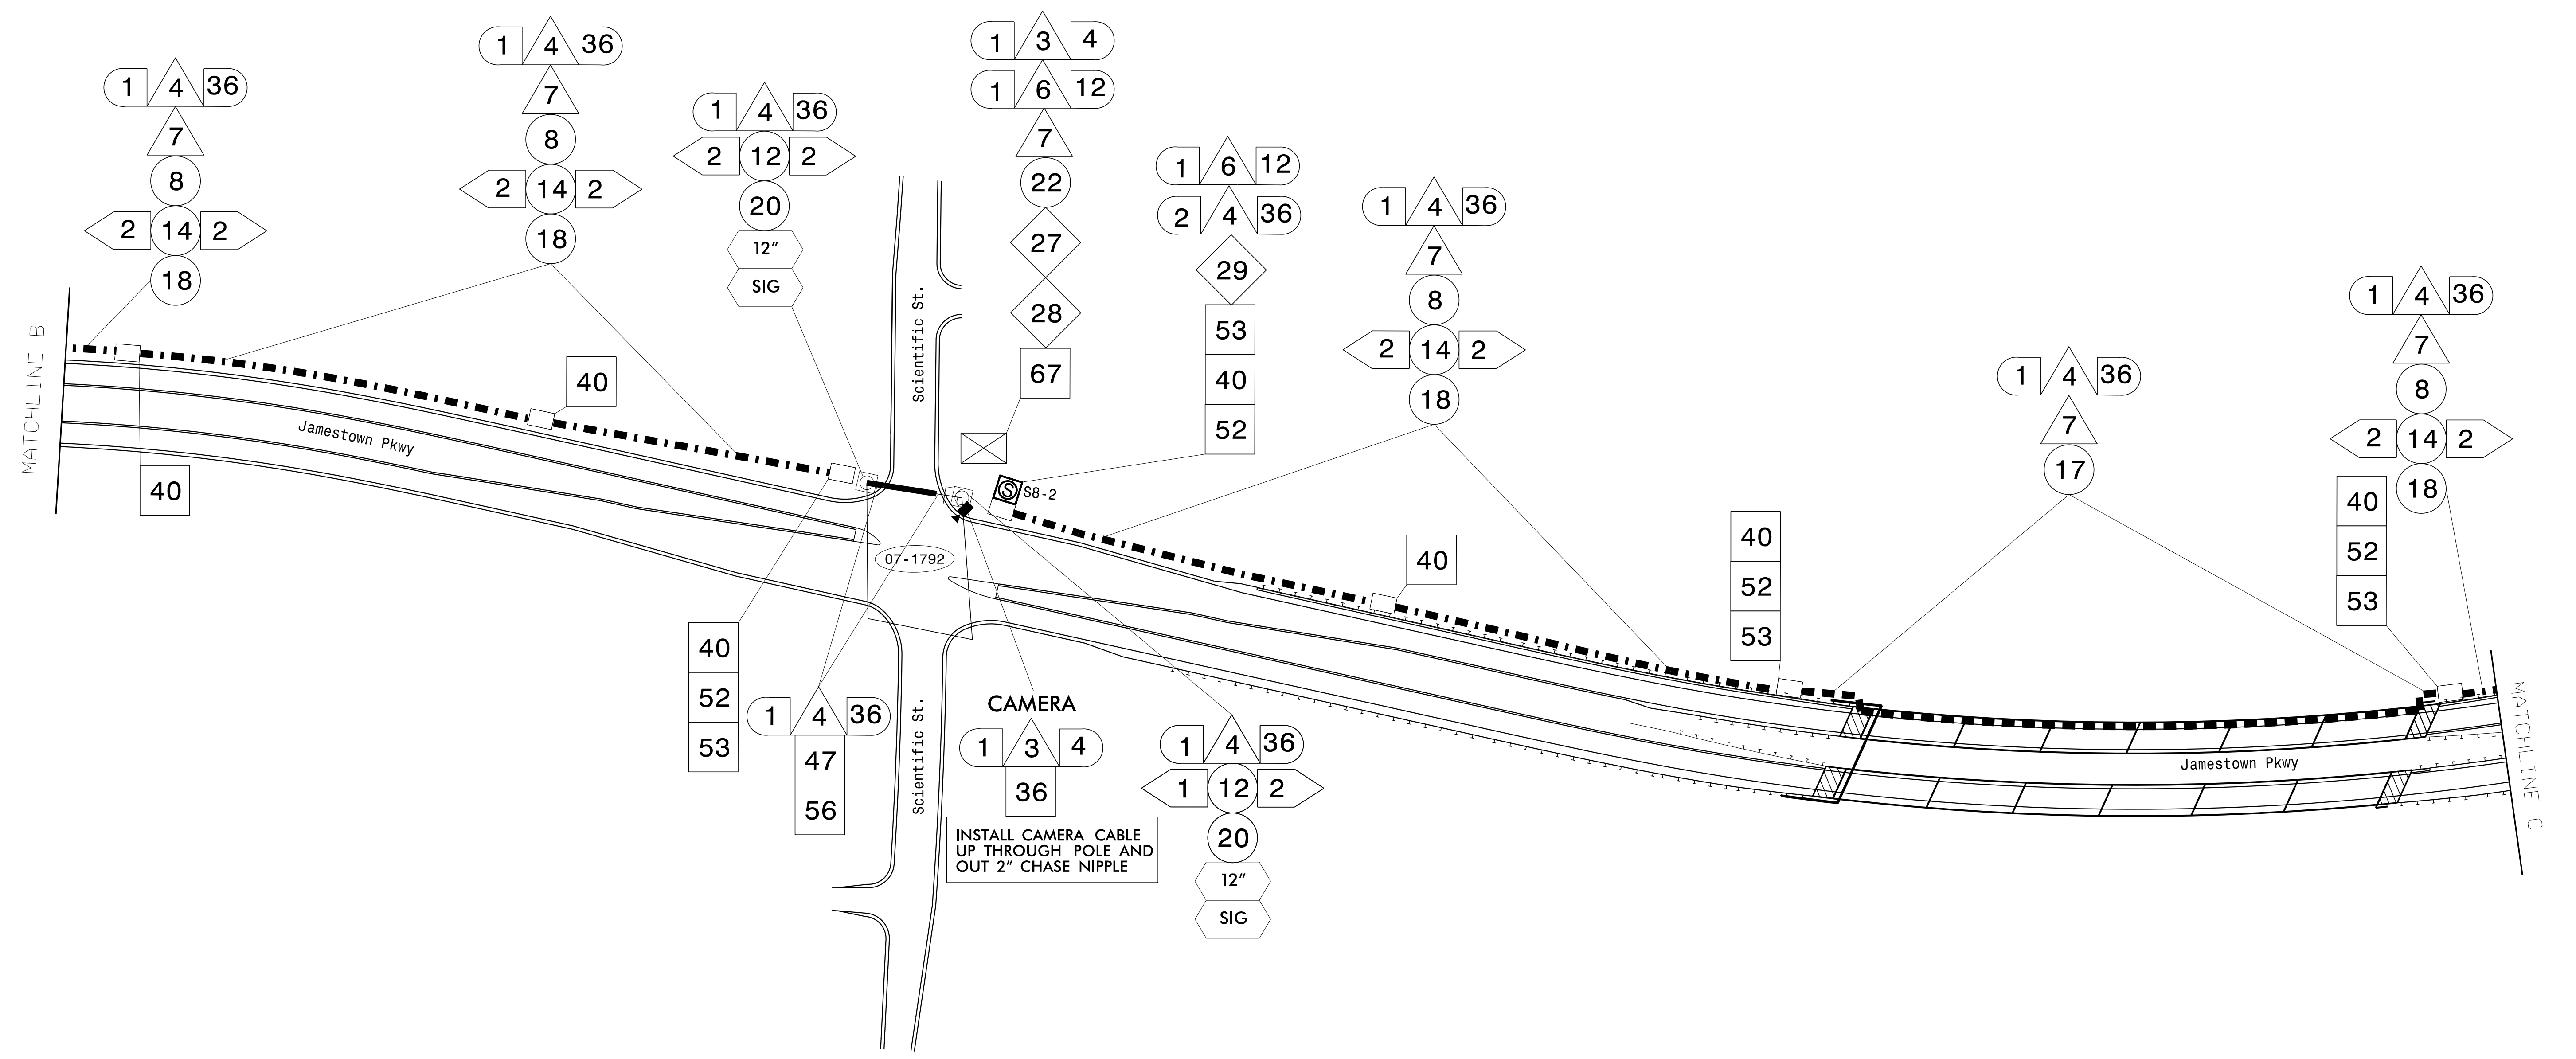 1 4 36
7
8
2 14 2
18
1 4 36
7
8
2 14 2
18
1 4 36
2 12 2
20
12"
SIG
1 3 4
1 6 12
7
22
27
28
67
1 6 12
2 4 36
29
53
40
52
1 4 36
7
8
2 14 2
18
1 4 36
7
17
1 4 36
7
8
2 14 2
18
40
52
53
MATCHLINE B
Jamestown Pkwy
40
40
Scientific St.
S8-2
07-1792
40
40
52
53
40
52
53
1 4 36
47
56
Scientific St.
CAMERA
1 3 4
36
INSTALL CAMERA CABLE
UP THROUGH POLE AND
OUT 2" CHASE NIPPLE
1 4 36
1 12 2
20
12"
SIG
Jamestown Pkwy
MATCHLINE C